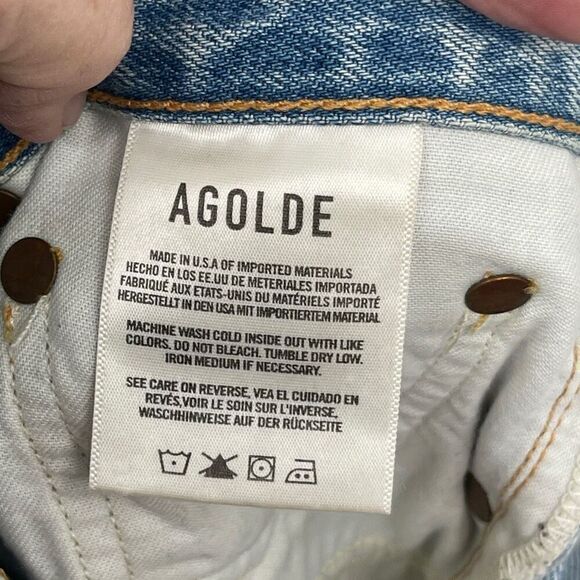 AGOLDE
MADE IN U.S.A OF IMPORTED MATERIALS
HECHO EN LOS EE.UU DE METERIALES IMPORTADA
FABRIQUÉ AUX ETATS-UNIS DU MATÉRIELS IMPORTÉ
HERGESTELLT IN DEN USA MIT IMPORTIERTEM MATERIAL
MACHINE WASH COLD INSIDE OUT WITH LIKE
COLORS. DO NOT BLEACH. TUMBLE DRY LOW.
IRON MEDIUM IF NECESSARY.
SEE CARE ON REVERSE, VEA EL CUIDADO EN
REVÉS,VOIR LE SOIN SUR L'INVERSE,
WASCHHINWEISE AUF DER RÜCKSEITE